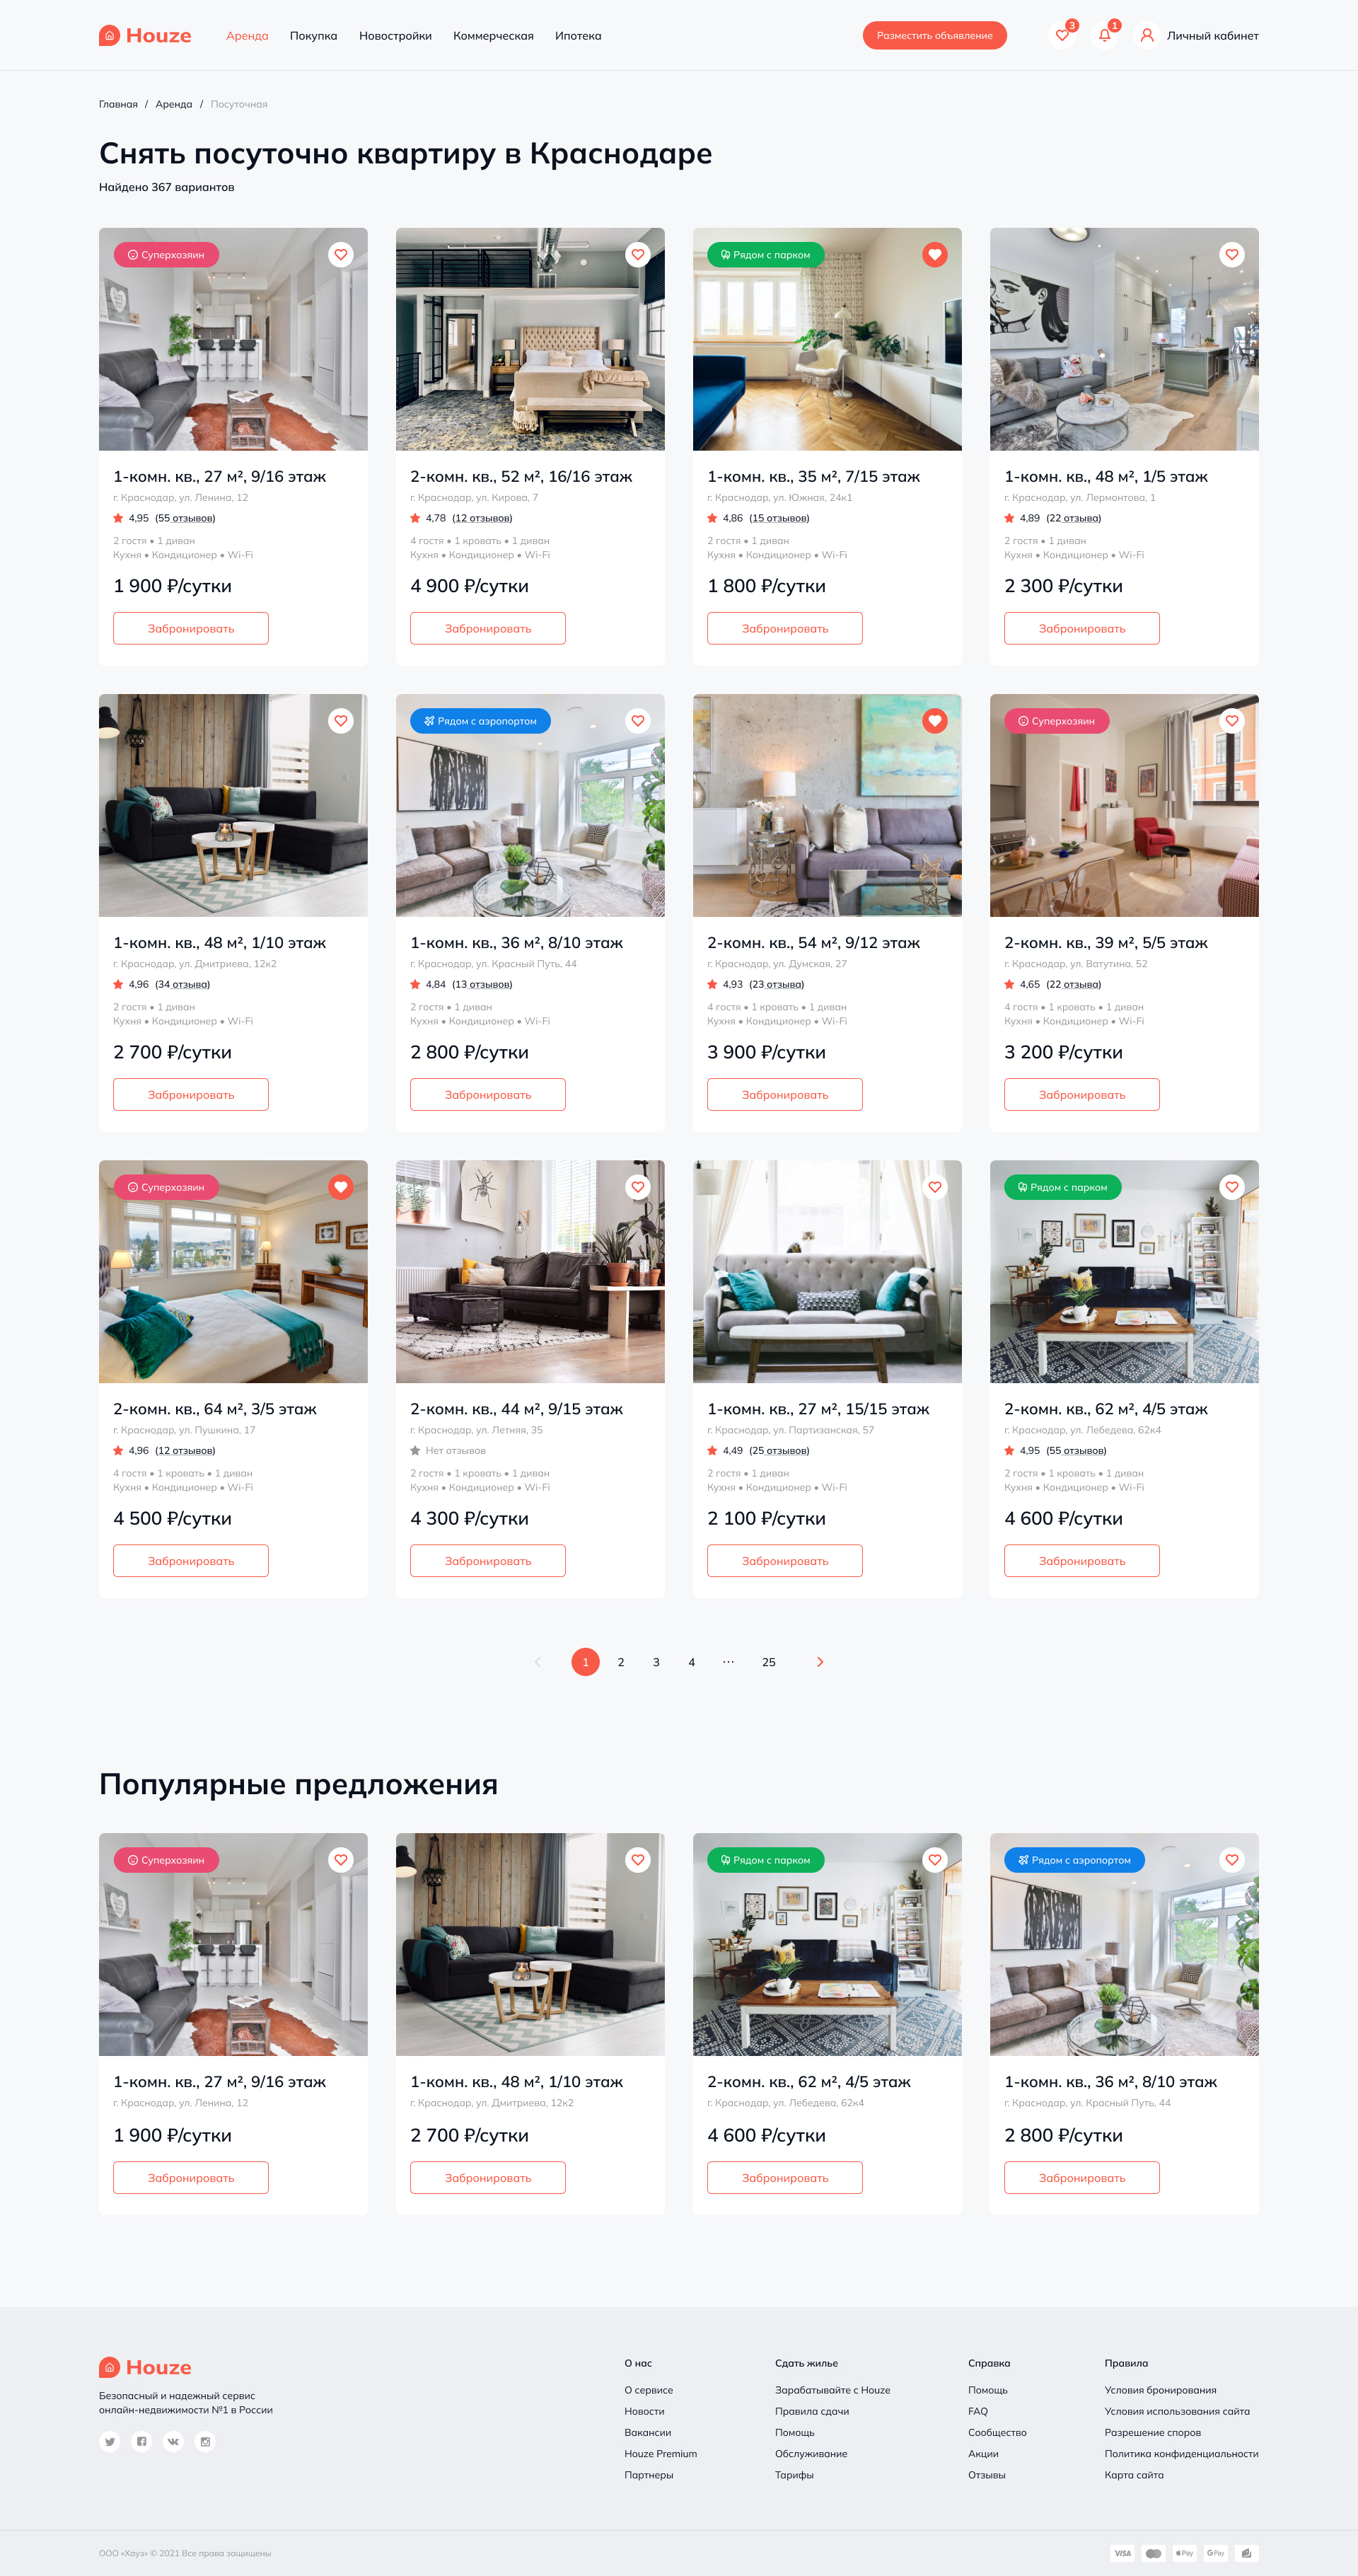 Houze
Аренда
Покупка
Новостройки
Коммерческая
Ипотека
Разместить объявление
3
1
Личный кабинет
Главная / Аренда / Посуточная
Снять посуточно квартиру в Краснодаре
Найдено 367 вариантов
Суперхозяин
1-комн. кв., 27 м², 9/16 этаж
г. Краснодар, ул. Ленина, 12
4,95 (55 отзывов)
2 гостя • 1 диван
Кухня • Кондиционер • Wi-Fi
1 900 ₽/сутки
Забронировать
2-комн. кв., 52 м², 16/16 этаж
г. Краснодар, ул. Кирова, 7
4,78 (12 отзывов)
4 гостя • 1 кровать • 1 диван
Кухня • Кондиционер • Wi-Fi
4 900 ₽/сутки
Забронировать
Рядом с парком
1-комн. кв., 35 м², 7/15 этаж
г. Краснодар, ул. Южная, 24к1
4,86 (15 отзывов)
2 гостя • 1 диван
Кухня • Кондиционер • Wi-Fi
1 800 ₽/сутки
Забронировать
1-комн. кв., 48 м², 1/5 этаж
г. Краснодар, ул. Лермонтова, 1
4,89 (22 отзыва)
2 гостя • 1 диван
Кухня • Кондиционер • Wi-Fi
2 300 ₽/сутки
Забронировать
1-комн. кв., 48 м², 1/10 этаж
г. Краснодар, ул. Дмитриева, 12к2
4,96 (34 отзыва)
2 гостя • 1 диван
Кухня • Кондиционер • Wi-Fi
2 700 ₽/сутки
Забронировать
Рядом с аэропортом
1-комн. кв., 36 м², 8/10 этаж
г. Краснодар, ул. Красный Путь, 44
4,84 (13 отзывов)
2 гостя • 1 диван
Кухня • Кондиционер • Wi-Fi
2 800 ₽/сутки
Забронировать
2-комн. кв., 54 м², 9/12 этаж
г. Краснодар, ул. Думская, 27
4,93 (23 отзыва)
4 гостя • 1 кровать • 1 диван
Кухня • Кондиционер • Wi-Fi
3 900 ₽/сутки
Забронировать
Суперхозяин
2-комн. кв., 39 м², 5/5 этаж
г. Краснодар, ул. Ватутина, 52
4,65 (22 отзыва)
4 гостя • 1 кровать • 1 диван
Кухня • Кондиционер • Wi-Fi
3 200 ₽/сутки
Забронировать
Суперхозяин
2-комн. кв., 64 м², 3/5 этаж
г. Краснодар, ул. Пушкина, 17
4,96 (12 отзывов)
4 гостя • 1 кровать • 1 диван
Кухня • Кондиционер • Wi-Fi
4 500 ₽/сутки
Забронировать
2-комн. кв., 44 м², 9/15 этаж
г. Краснодар, ул. Летняя, 35
Нет отзывов
2 гостя • 1 кровать • 1 диван
Кухня • Кондиционер • Wi-Fi
4 300 ₽/сутки
Забронировать
1-комн. кв., 27 м², 15/15 этаж
г. Краснодар, ул. Партизанская, 57
4,49 (25 отзывов)
2 гостя • 1 диван
Кухня • Кондиционер • Wi-Fi
2 100 ₽/сутки
Забронировать
Рядом с парком
2-комн. кв., 62 м², 4/5 этаж
г. Краснодар, ул. Лебедева, 62к4
4,95 (55 отзывов)
2 гостя • 1 кровать • 1 диван
Кухня • Кондиционер • Wi-Fi
4 600 ₽/сутки
Забронировать
1 2 3 4 ··· 25
Популярные предложения
Суперхозяин
1-комн. кв., 27 м², 9/16 этаж
г. Краснодар, ул. Ленина, 12
1 900 ₽/сутки
Забронировать
1-комн. кв., 48 м², 1/10 этаж
г. Краснодар, ул. Дмитриева, 12к2
2 700 ₽/сутки
Забронировать
Рядом с парком
2-комн. кв., 62 м², 4/5 этаж
г. Краснодар, ул. Лебедева, 62к4
4 600 ₽/сутки
Забронировать
Рядом с аэропортом
1-комн. кв., 36 м², 8/10 этаж
г. Краснодар, ул. Красный Путь, 44
2 800 ₽/сутки
Забронировать
Houze
Безопасный и надежный сервис
онлайн-недвижимости №1 в России
О нас
О сервисе
Новости
Вакансии
Houze Premium
Партнеры
Сдать жилье
Зарабатывайте с Houze
Правила сдачи
Помощь
Обслуживание
Тарифы
Справка
Помощь
FAQ
Сообщество
Акции
Отзывы
Правила
Условия бронирования
Условия использования сайта
Разрешение споров
Политика конфиденциальности
Карта сайта
ООО «Хауз» © 2021 Все права защищены
VISA
Pay
G Pay